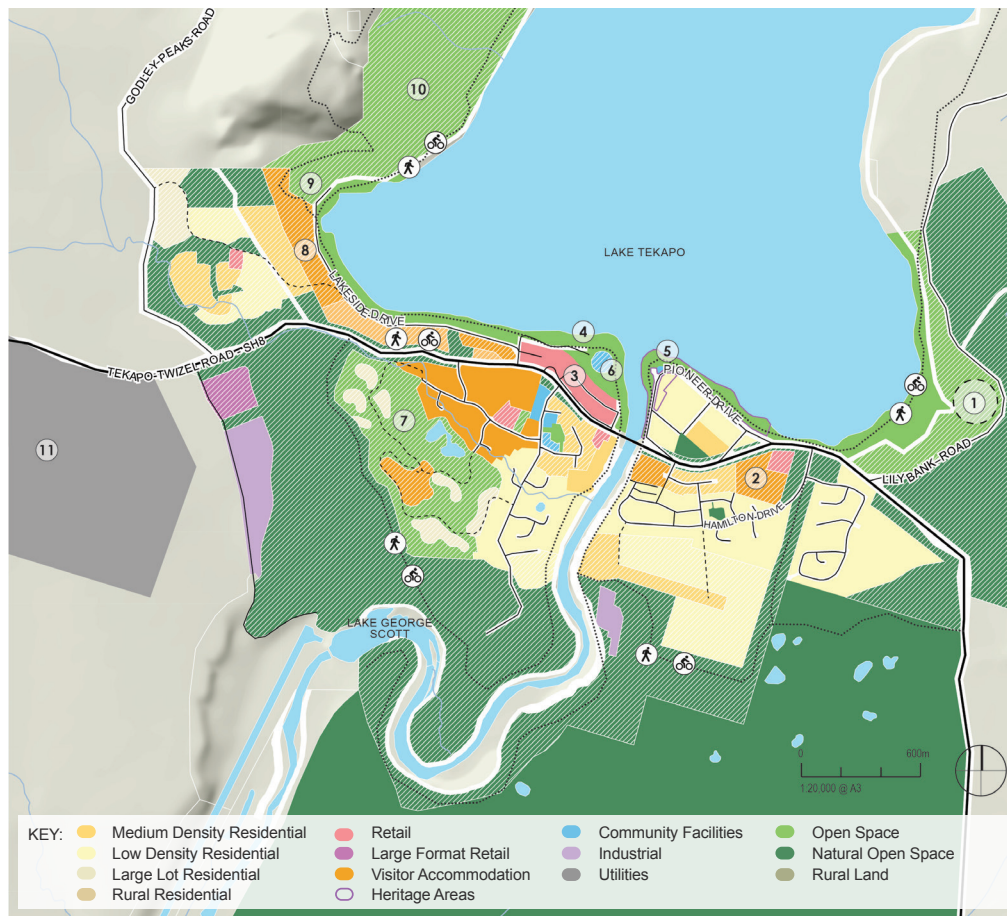 GODLEY PEAKS ROAD
10
9
8
LAKE TEKAPO
LAKESIDE DRIVE
4
5
6
3
PIONEER DRIVE
1
TEKAPO-TWIZEL ROAD - SH8
7
11
2
LILYBANK ROAD
HAMILTON DRIVE
LAKE GEORGE
SCOTT
0 600m
1:20,000 @ A3
KEY:
Medium Density Residential
Low Density Residential
Large Lot Residential
Rural Residential
Retail
Large Format Retail
Visitor Accommodation
Heritage Areas
Community Facilities
Industrial
Utilities
Open Space
Natural Open Space
Rural Land